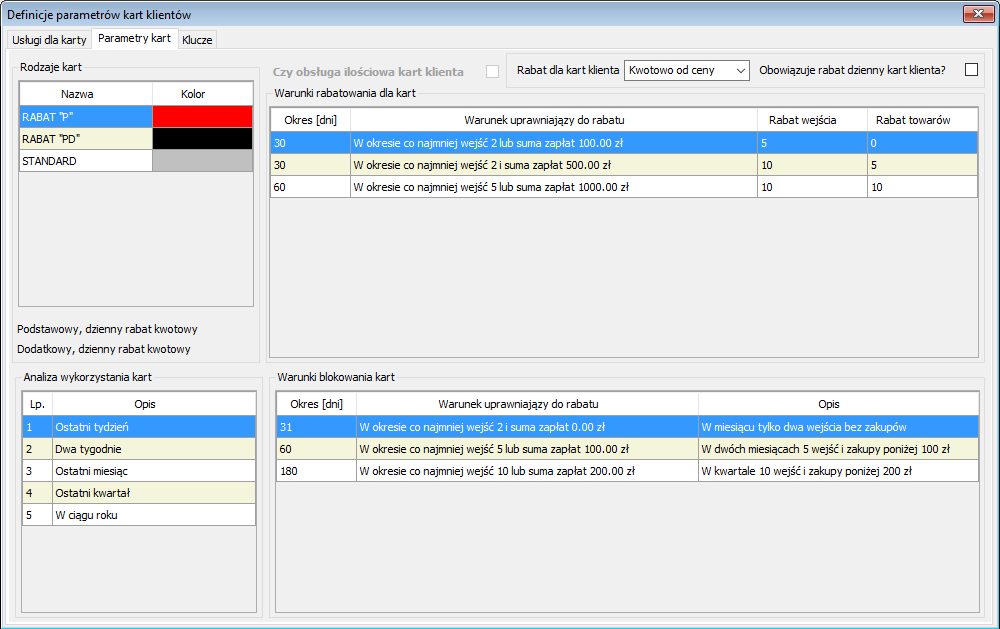 Definicje parametrów kart klientów
Usługi dla karty Parametry kart Klucze
Rodzaje kart
Nazwa Kolor
RABAT "P"
RABAT "PD"
STANDARD
Podstawowy, dzienny rabat kwotowy
Dodatkowy, dzienny rabat kwotowy
Czy obsługa ilościowa kart klienta
Rabat dla kart klienta Kwotowo od ceny Obowiązuje rabat dzienny kart klienta?
Warunki rabatowania dla kart
Okres [dni] Warunek uprawniający do rabatu Rabat wejścia Rabat towarów
30 W okresie co najmniej wejść 2 lub suma zapłat 100.00 zł 5 0
30 W okresie co najmniej wejść 2 i suma zapłat 500.00 zł 10 5
60 W okresie co najmniej wejść 5 lub suma zapłat 1000.00 zł 10 10
Analiza wykorzystania kart
Lp. Opis
1 Ostatni tydzień
2 Dwa tygodnie
3 Ostatni miesiąc
4 Ostatni kwartał
5 W ciągu roku
Warunki blokowania kart
Okres [dni] Warunek uprawniający do rabatu Opis
31 W okresie co najmniej wejść 2 i suma zapłat 0.00 zł W miesiącu tylko dwa wejścia bez zakupów
60 W okresie co najmniej wejść 5 lub suma zapłat 100.00 zł W dwóch miesiącach 5 wejść i zakupy poniżej 100 zł
180 W okresie co najmniej wejść 10 lub suma zapłat 200.00 zł W kwartale 10 wejść i zakupy poniżej 200 zł